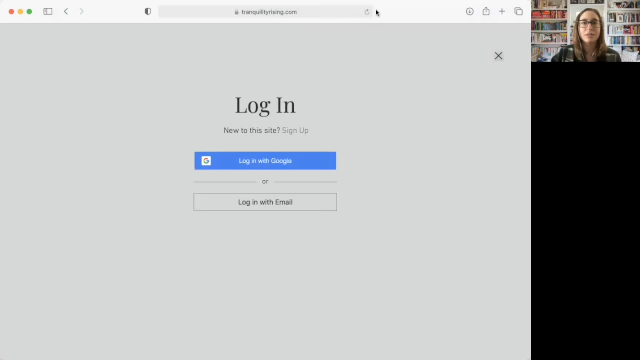 tranquilityrising.com
Log In
New to this site? Sign Up
G
Log in with Google
or
Log in with Email